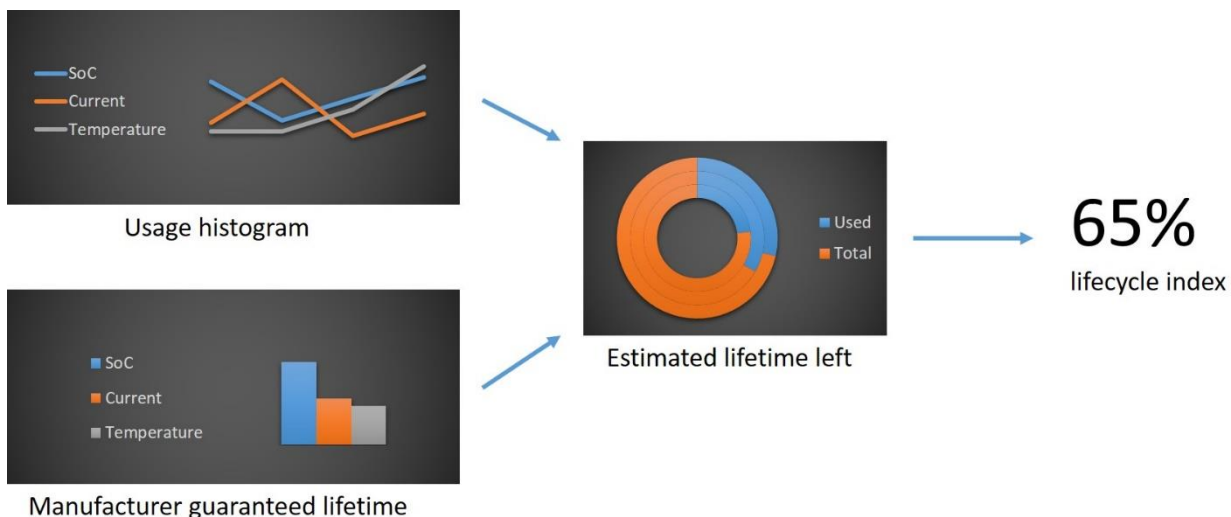 SoC
Current
Temperature
Usage histogram
SoC
Current
Temperature
Manufacturer guaranteed lifetime
Used
Total
Estimated lifetime left
65%
lifecycle index